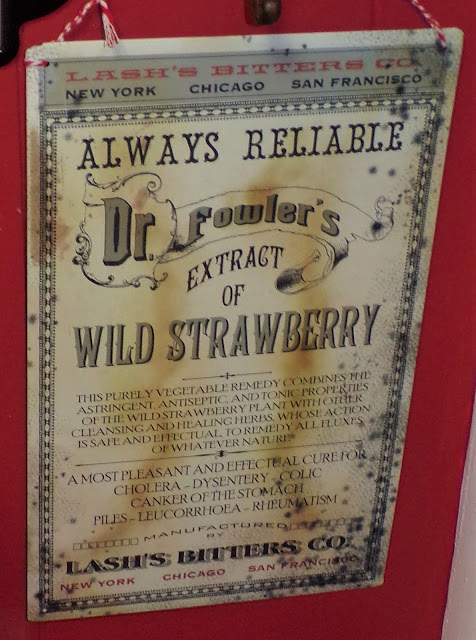 LASH'S BITTERS CO.
NEW YORK CHICAGO SAN FRANCISCO
ALWAYS RELIABLE
Dr. Fowler's
EXTRACT
OF
WILD STRAWBERRY
THIS PURELY VEGETABLE REMEDY COMBINES THE
ASTRINGENT, ANTISEPTIC, AND TONIC PROPERTIES
OF THE WILD STRAWBERRY PLANT WITH OTHER
CLEANSING AND HEALING HERBS, WHOSE ACTION
IS SAFE AND EFFECTUAL, TO REMEDY ALL FLUXES
OF WHATEVER NATURE"
A MOST PLEASANT AND EFFECTUAL CURE FOR
CHOLERA - DYSENTERY - COLIC
CANKER OF THE STOMACH
PILES - LEUCORRHOEA - RHEUMATISM
MANUFACTURED
BY
LASH'S BITTERS CO.
NEW YORK CHICAGO SAN FRANCISCO